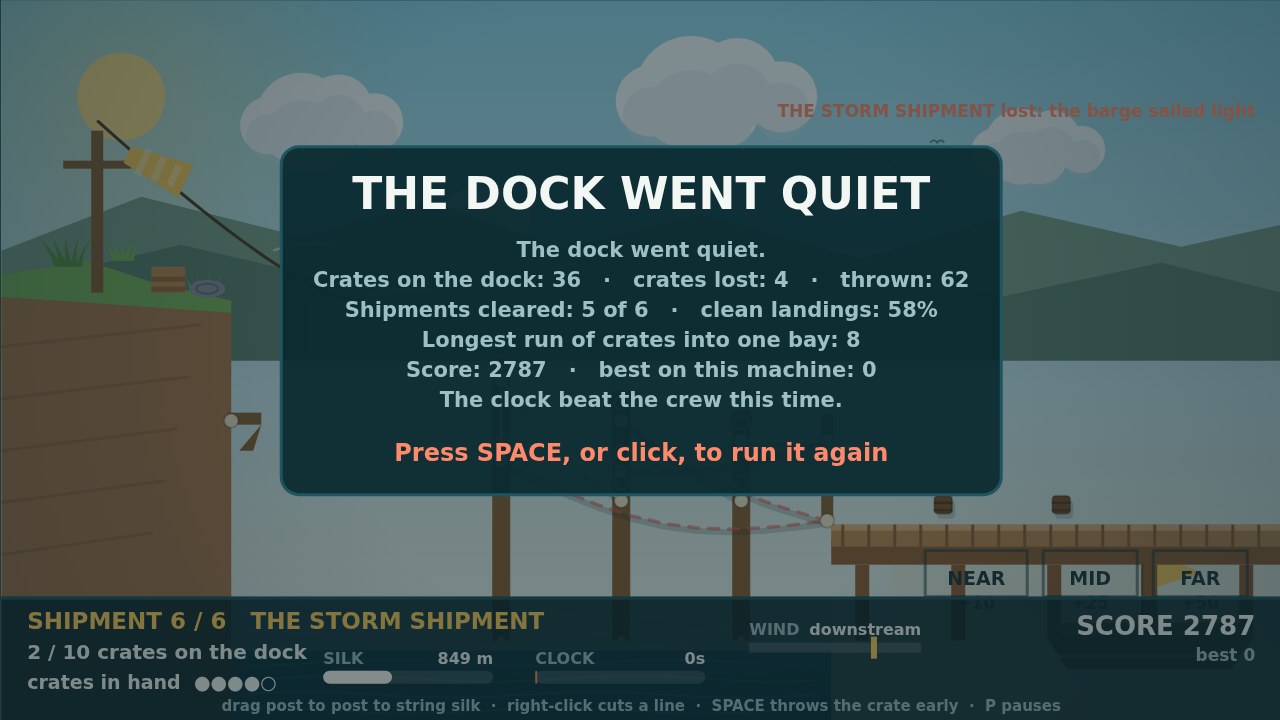 THE STORM SHIPMENT lost: the barge sailed light
THE DOCK WENT QUIET
The dock went quiet.
Crates on the dock: 36 · crates lost: 4 · thrown: 62
Shipments cleared: 5 of 6 · clean landings: 58%
Longest run of crates into one bay: 8
Score: 2787 · best on this machine: 0
The clock beat the crew this time.
Press SPACE, or click, to run it again
NEAR MID FAR
+10 +25 +50
SHIPMENT 6 / 6 THE STORM SHIPMENT
WIND downstream
SCORE 2787
2 / 10 crates on the dock
SILK 849 m CLOCK 0s
best 0
crates in hand
drag post to post to string silk · right-click cuts a line · SPACE throws the crate early · P pauses